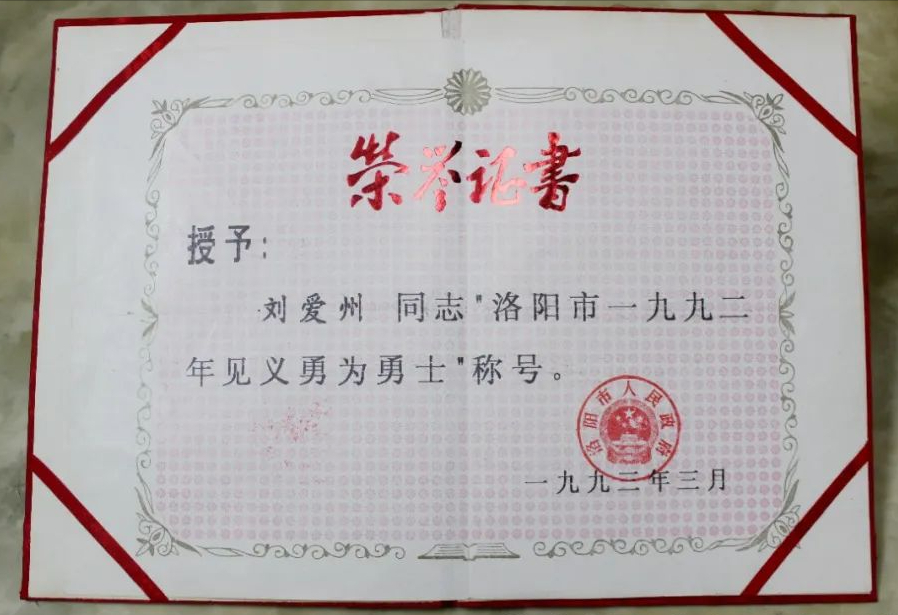 荣誉证书
授予：
刘爱州 同志"洛阳市一九九二
年见义勇为勇士"称号。
洛阳市人民政府
一九九三年三月